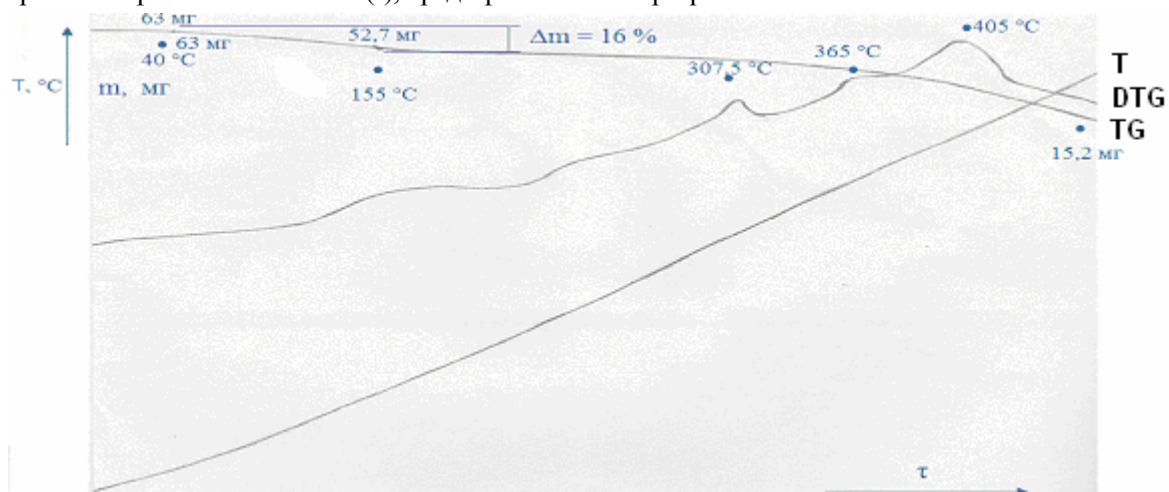 63 мг
52,7 мг
Δm = 16 %
405 °C
63 мг
40 °C
365 °C
307,5 °C
T
T, °C
m, мг
155 °C
DTG
TG
15,2 мг
τ